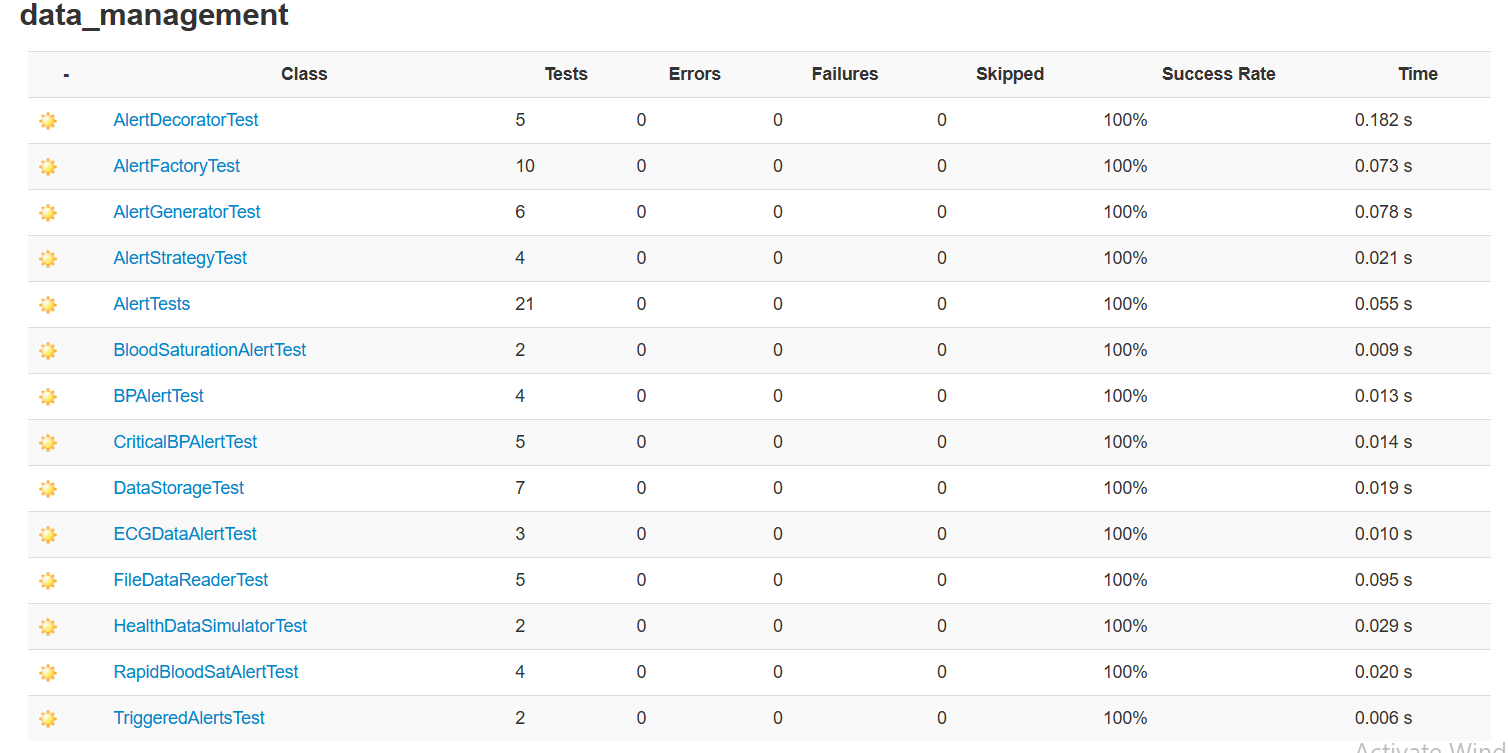 data_management
- Class Tests Errors Failures Skipped Success Rate Time
AlertDecoratorTest 5 0 0 0 100% 0.182 s
AlertFactoryTest 10 0 0 0 100% 0.073 s
AlertGeneratorTest 6 0 0 0 100% 0.078 s
AlertStrategyTest 4 0 0 0 100% 0.021 s
AlertTests 21 0 0 0 100% 0.055 s
BloodSaturationAlertTest 2 0 0 0 100% 0.009 s
BPAlertTest 4 0 0 0 100% 0.013 s
CriticalBPAlertTest 5 0 0 0 100% 0.014 s
DataStorageTest 7 0 0 0 100% 0.019 s
ECGDataAlertTest 3 0 0 0 100% 0.010 s
FileDataReaderTest 5 0 0 0 100% 0.095 s
HealthDataSimulatorTest 2 0 0 0 100% 0.029 s
RapidBloodSatAlertTest 4 0 0 0 100% 0.020 s
TriggeredAlertsTest 2 0 0 0 100% 0.006 s
Activate Wind